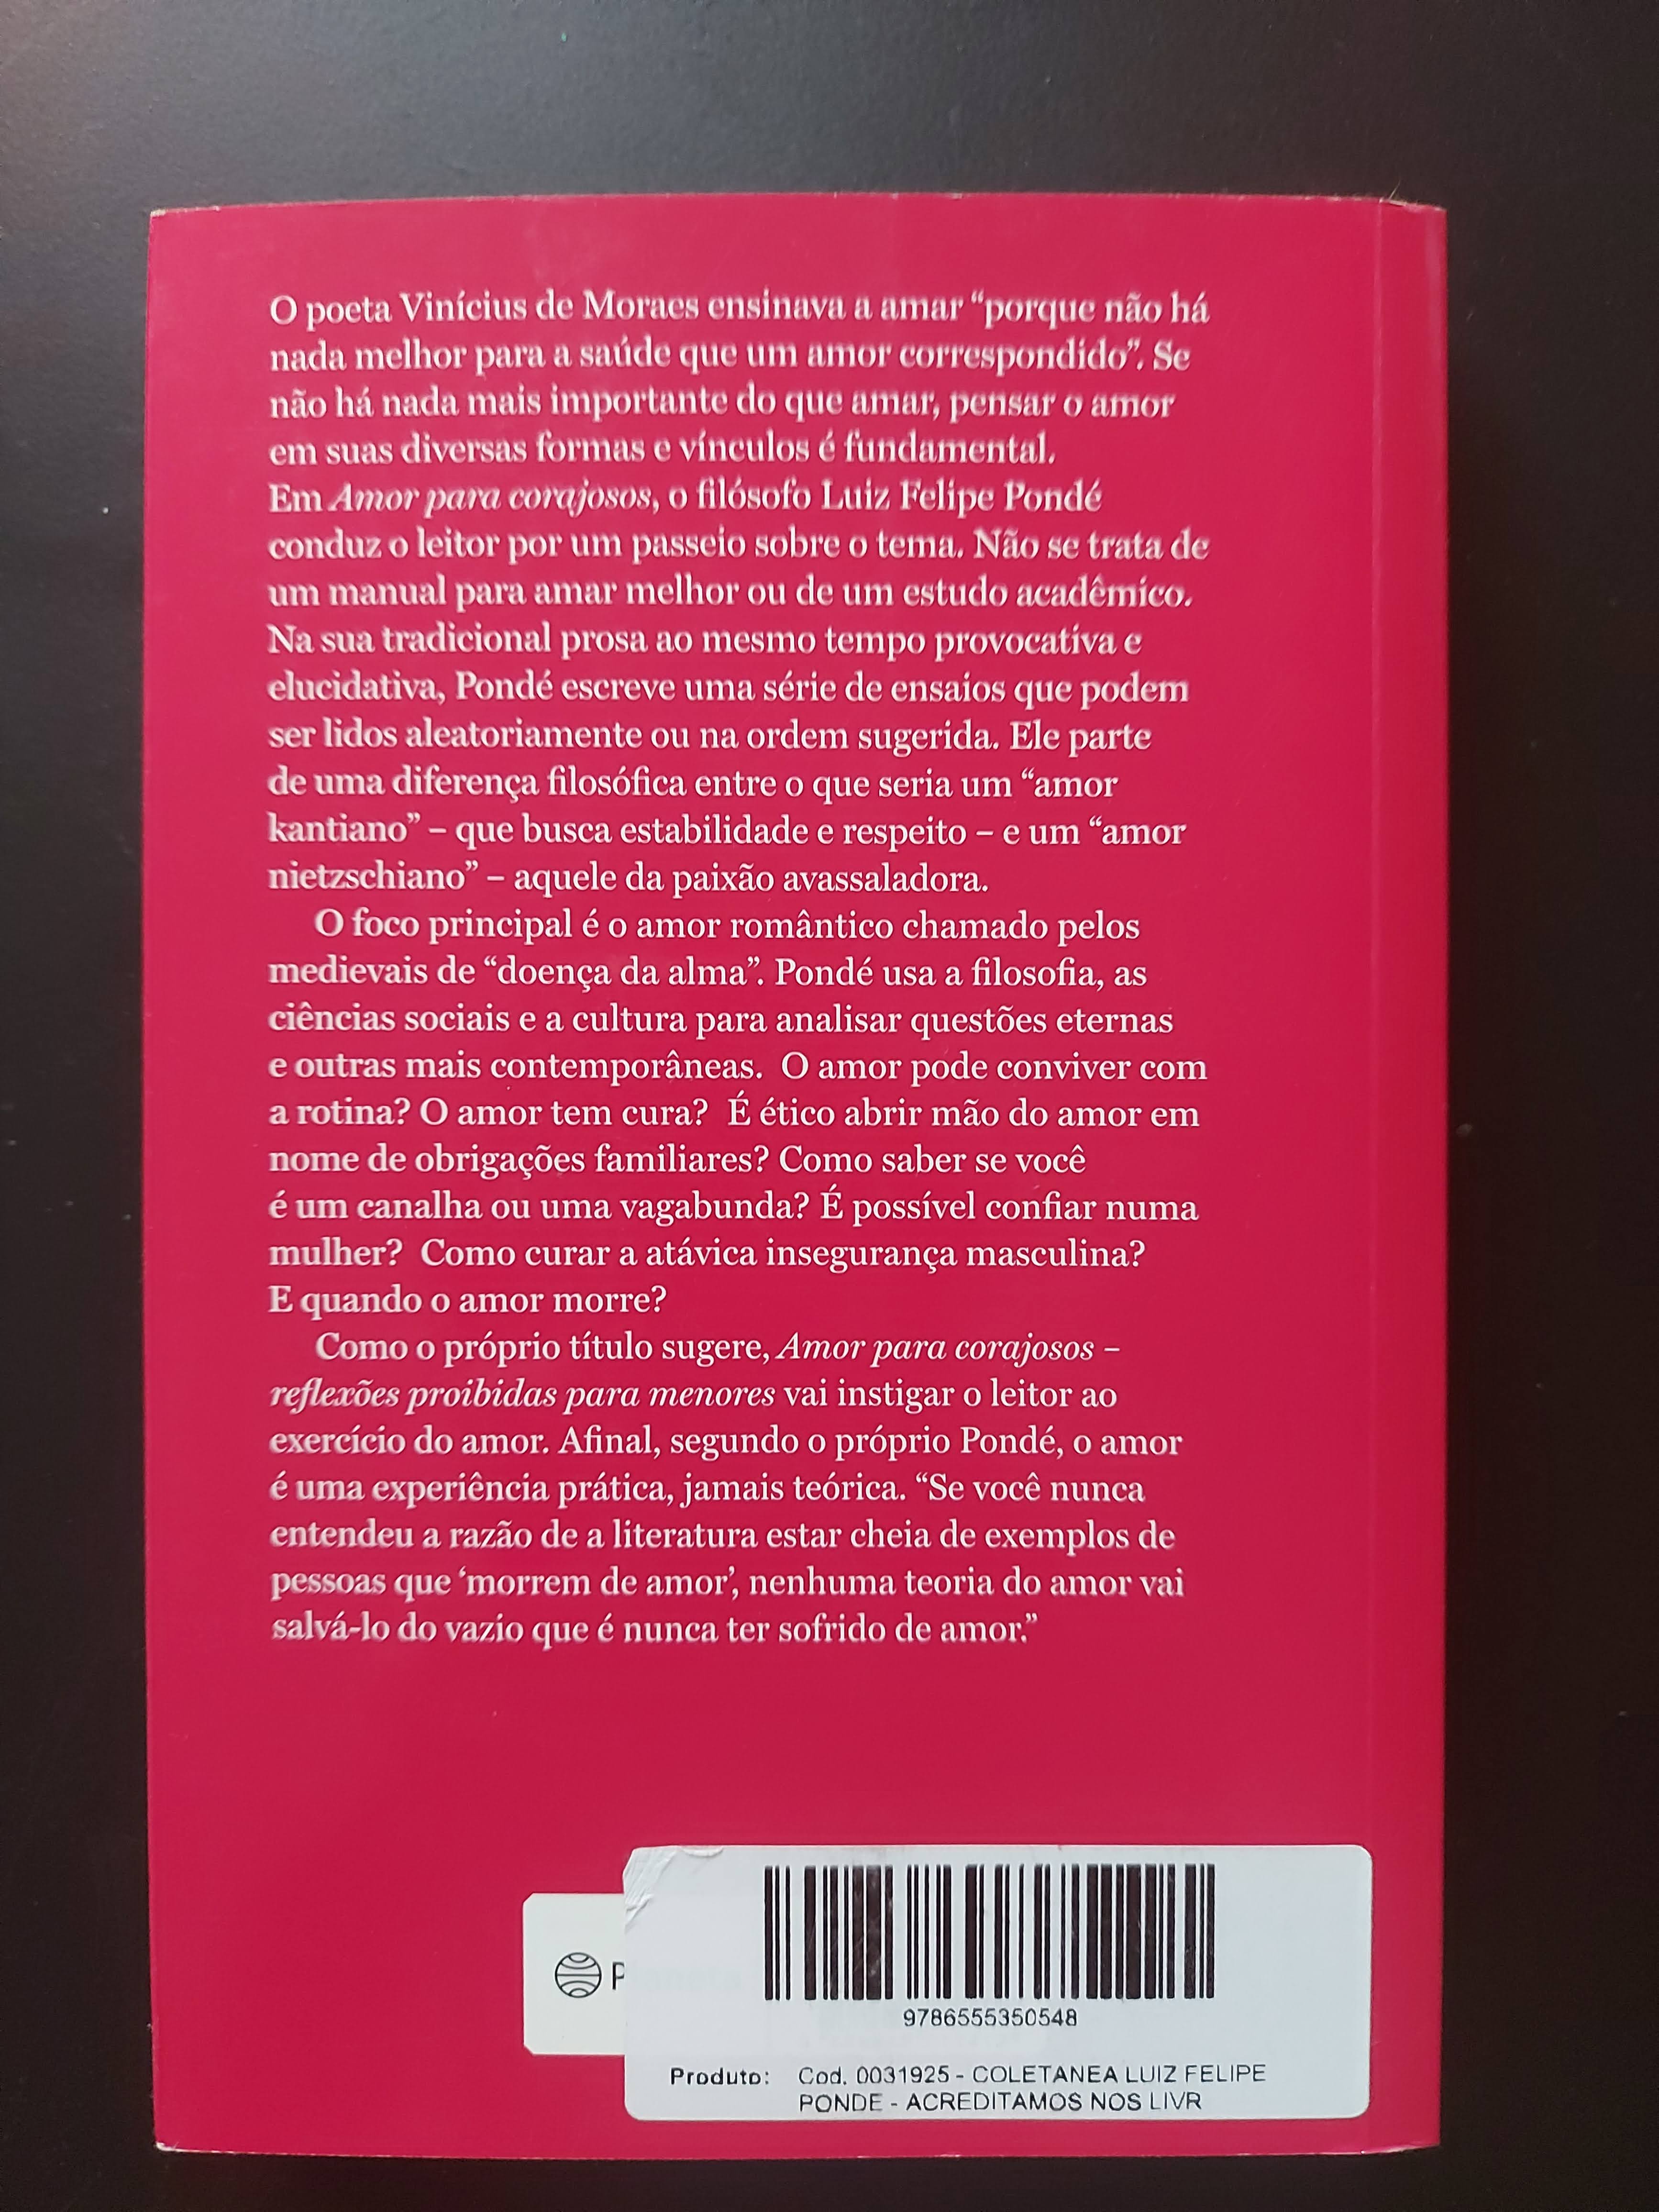 O poeta Vinícius de Moraes ensinava a amar “porque não há
nada melhor para a saúde que um amor correspondido”. Se
não há nada mais importante do que amar, pensar o amor
em suas diversas formas e vínculos é fundamental.
Em Amor para corajosos, o filósofo Luiz Felipe Pondé
conduz o leitor por um passeio sobre o tema. Não se trata de
um manual para amar melhor ou de um estudo acadêmico.
Na sua tradicional prosa ao mesmo tempo provocativa e
elucidativa, Pondé escreve uma série de ensaios que podem
ser lidos aleatoriamente ou na ordem sugerida. Ele parte
de uma diferença filosófica entre o que seria um “amor
kantiano” – que busca estabilidade e respeito – e um “amor
nietzschiano” – aquele da paixão avassaladora.
O foco principal é o amor romântico chamado pelos
medievais de “doença da alma”. Pondé usa a filosofia, as
ciências sociais e a cultura para analisar questões eternas
e outras mais contemporâneas. O amor pode conviver com
a rotina? O amor tem cura? É ético abrir mão do amor em
nome de obrigações familiares? Como saber se você
é um canalha ou uma vagabunda? É possível confiar numa
mulher? Como curar a atávica insegurança masculina?
E quando o amor morre?
Como o próprio título sugere, Amor para corajosos –
reflexões proibidas para menores vai instigar o leitor ao
exercício do amor. Afinal, segundo o próprio Pondé, o amor
é uma experiência prática, jamais teórica. “Se você nunca
entendeu a razão de a literatura estar cheia de exemplos de
pessoas que ‘morrem de amor’, nenhuma teoria do amor vai
salvá-lo do vazio que é nunca ter sofrido de amor.”
9786555350548
Produto: Cod. 0031925 - COLETANEA LUIZ FELIPE
PONDE - ACREDITAMOS NOS LIVR